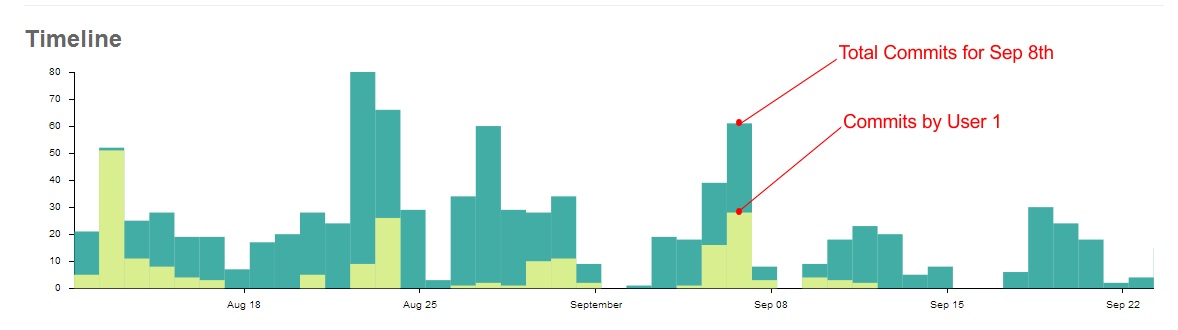 Timeline
Total Commits for Sep 8th
Commits by User 1
80
70
60
50
40
30
20
10
0
Aug 18 Aug 25 September Sep 08 Sep 15 Sep 22